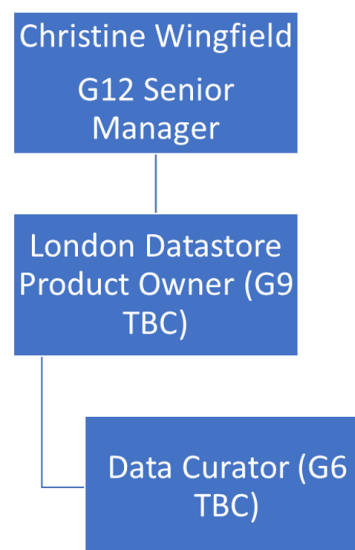 Christine Wingfield
G12 Senior
Manager
London Datastore
Product Owner (G9
TBC)
Data Curator (G6
TBC)